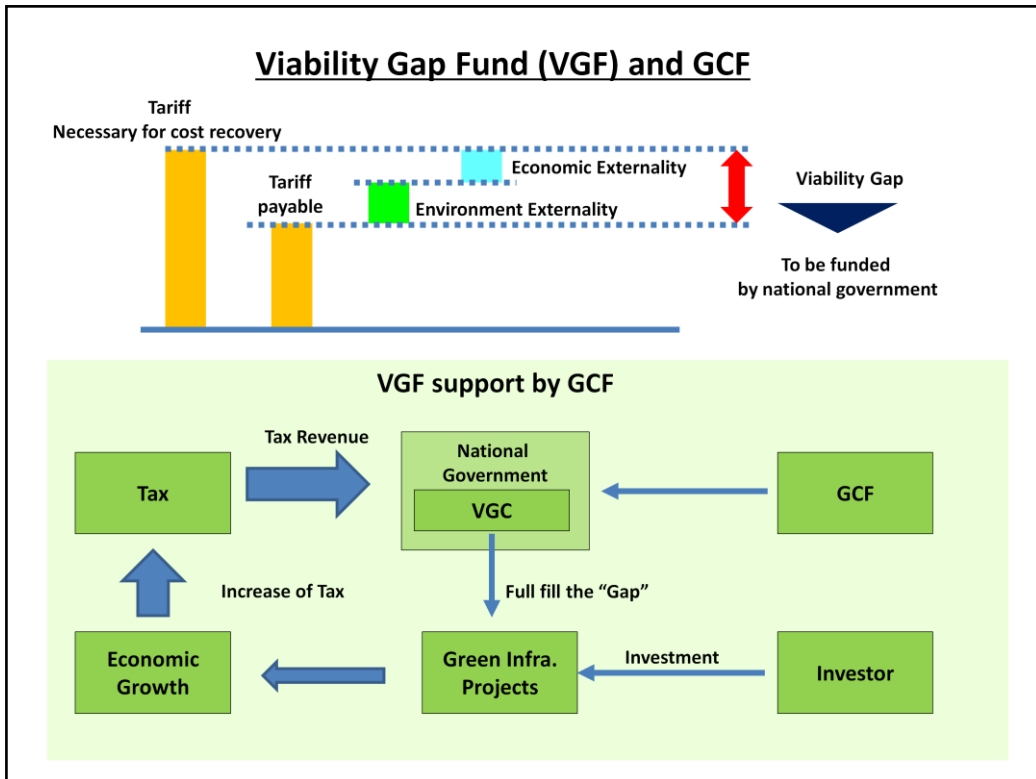 Viability Gap Fund (VGF) and GCF
Tariff
Necessary for cost recovery
Tariff
payable
Economic Externality
Environment Externality
Viability Gap
To be funded
by national government
VGF support by GCF
Tax Revenue
Tax
National
Government
VGC
GCF
Increase of Tax
Full fill the “Gap”
Economic
Growth
Green Infra.
Projects
Investment
Investor